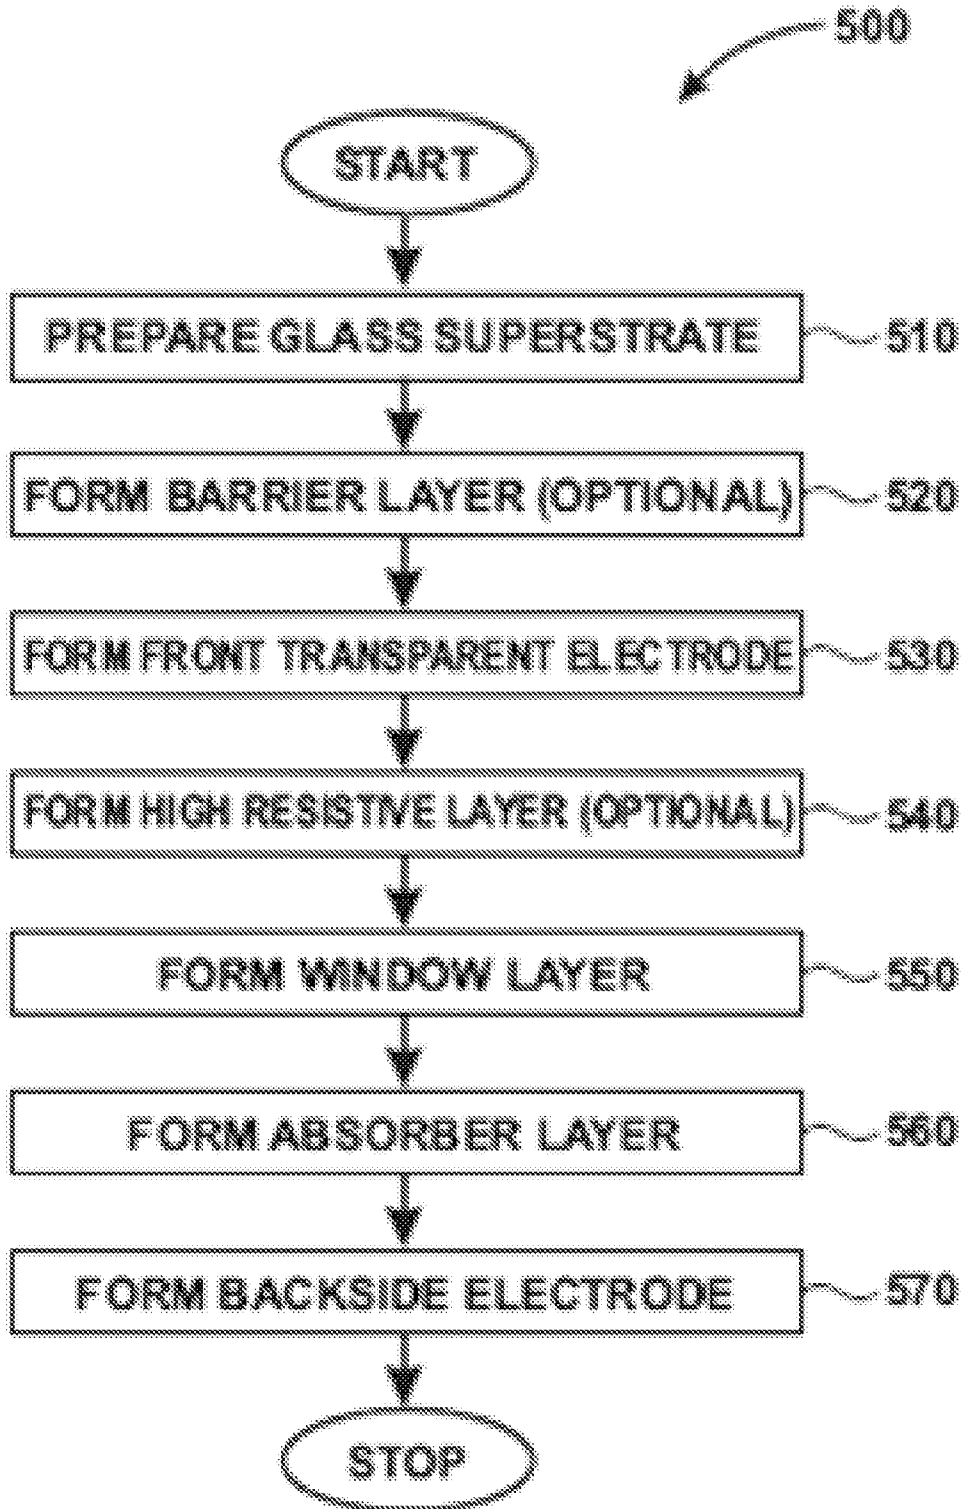 500
START
PREPARE GLASS SUPERSTRATE 510
FORM BARRIER LAYER (OPTIONAL) 520
FORM FRONT TRANSPARENT ELECTRODE 530
FORM HIGH RESISTIVE LAYER (OPTIONAL) 540
FORM WINDOW LAYER 550
FORM ABSORBER LAYER 560
FORM BACKSIDE ELECTRODE 570
STOP